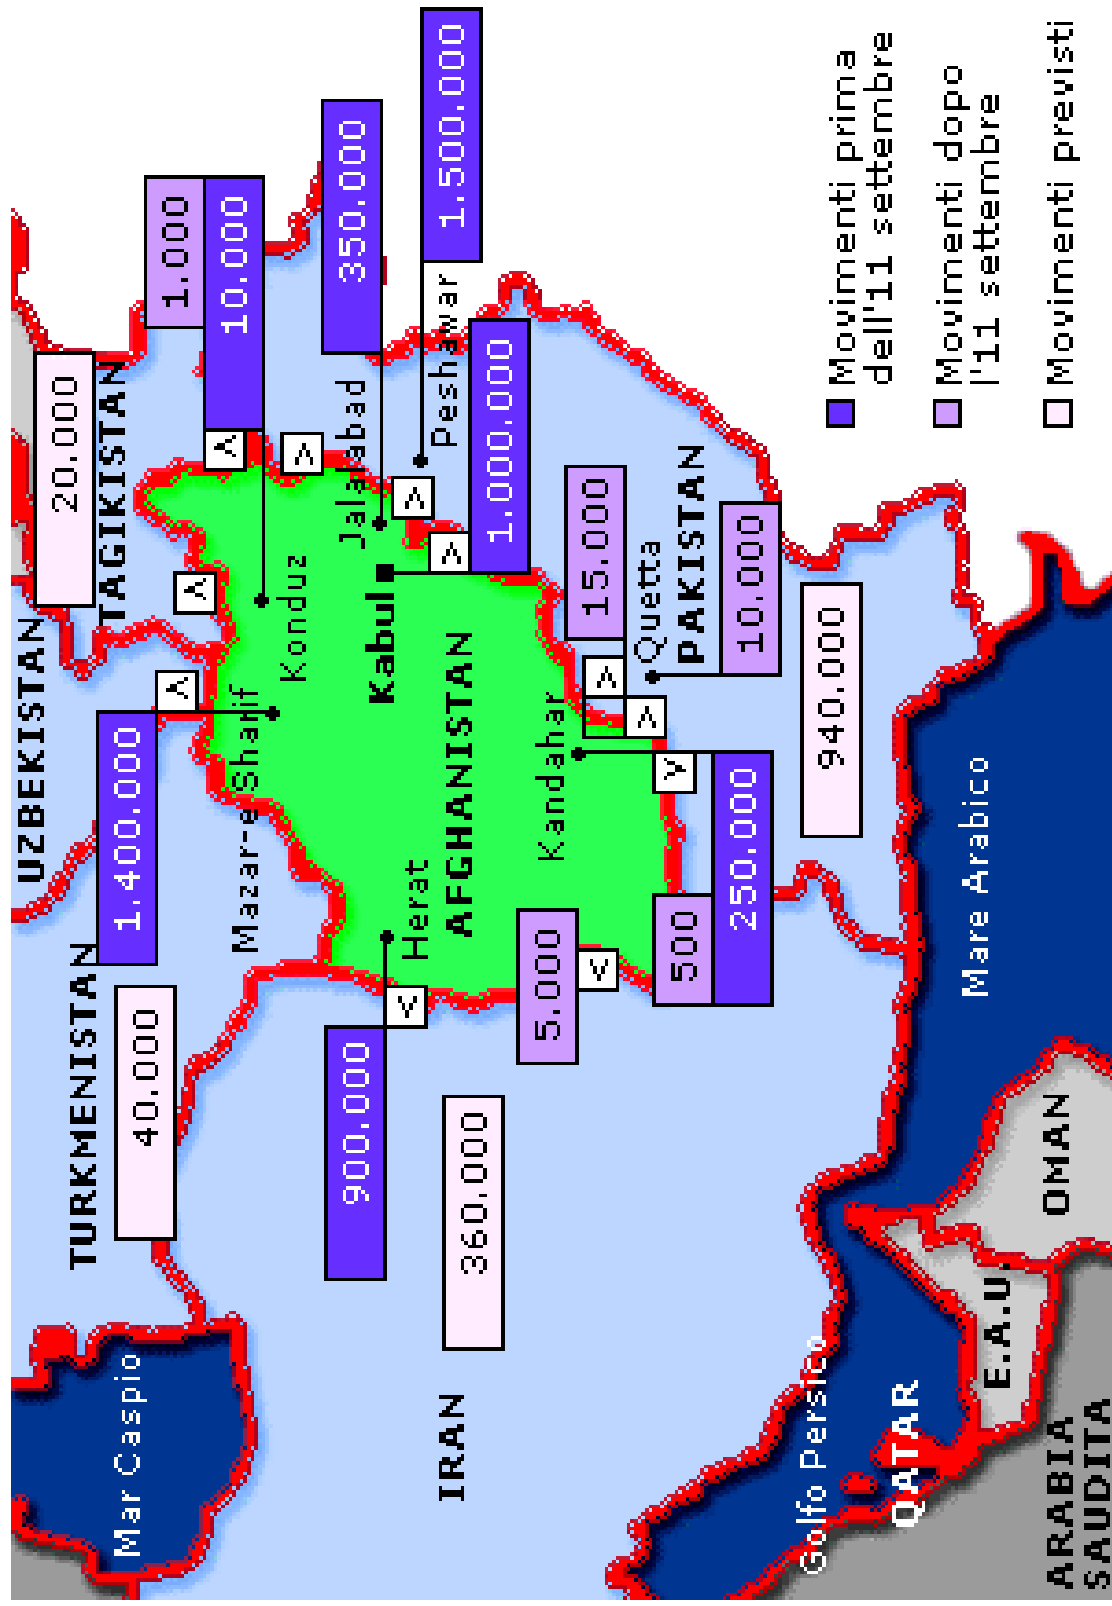 UZBEKISTAN
TAGIKISTAN
20.000
TURKMENISTAN
40.000
1.400.000
1.000
10.000
Mar Caspio
Mazar-e Sharif
Konduz
350.000
Jalalabad
1.500.000
Peshawar
Kabul
1.000.000
Herat
900.000
AFGHANISTAN
IRAN
360.000
5.000
Kandahar
15.000
Quetta
PAKISTAN
500
250.000
10.000
940.000
Golfo Persico
QATAR
E.A.U.
OMAN
ARABIA
SAUDITA
Mare Arabico
Movimenti prima
dell'11 settembre
Movimenti dopo
l'11 settembre
Movimenti previsti